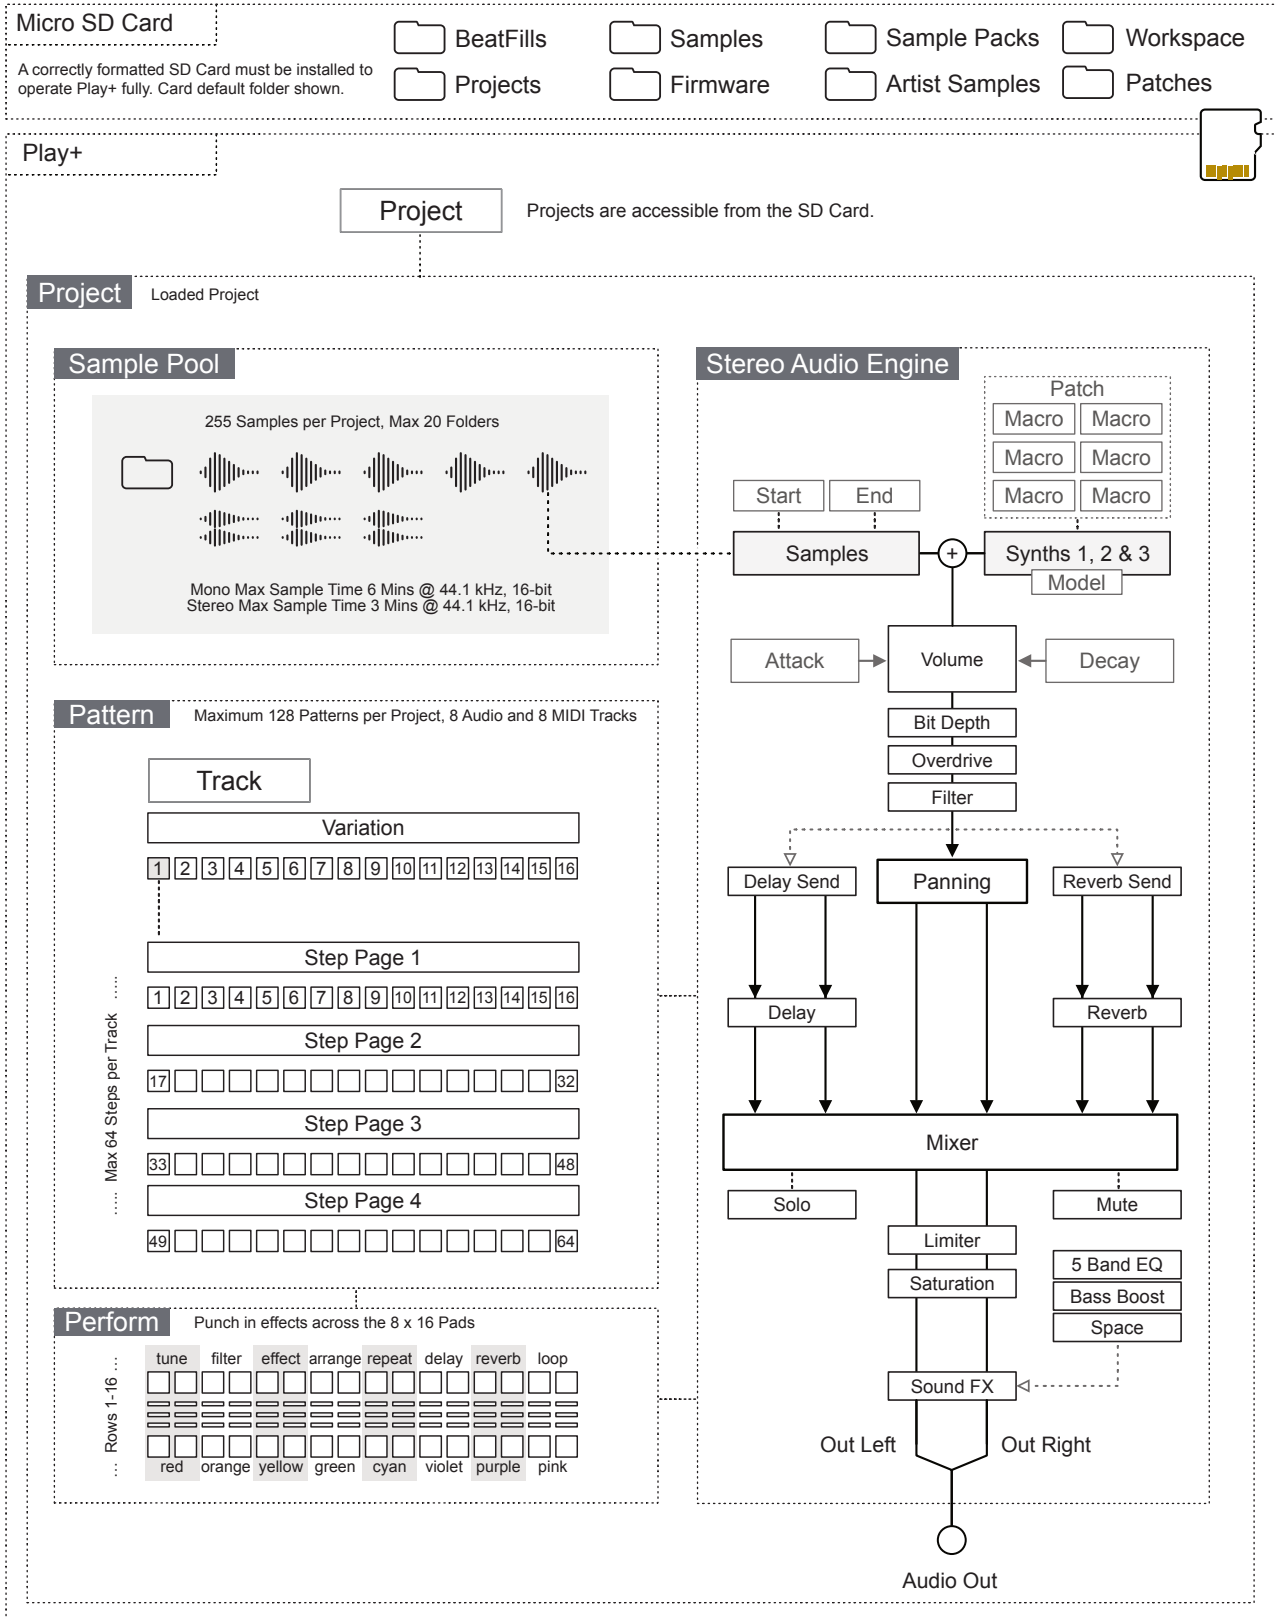 Micro SD Card
A correctly formatted SD Card must be installed to
operate Play+ fully. Card default folder shown.
BeatFills
Samples
Sample Packs
Workspace
Projects
Firmware
Artist Samples
Patches
Play+
Project
Projects are accessible from the SD Card.
Project
Loaded Project
Sample Pool
255 Samples per Project, Max 20 Folders
Mono Max Sample Time 6 Mins @ 44.1 kHz, 16-bit
Stereo Max Sample Time 3 Mins @ 44.1 kHz, 16-bit
Pattern
Maximum 128 Patterns per Project, 8 Audio and 8 MIDI Tracks
Track
Variation
1 2 3 4 5 6 7 8 9 10 11 12 13 14 15 16
Step Page 1
1 2 3 4 5 6 7 8 9 10 11 12 13 14 15 16
Step Page 2
17 32
Step Page 3
33 48
Step Page 4
49 64
...... Max 64 Steps per Track ......
Perform
Punch in effects across the 8 x 16 Pads
tune filter effect arrange repeat delay reverb loop
... Rows 1-16 ...
red orange yellow green cyan violet purple pink
Stereo Audio Engine
Patch
Macro Macro
Macro Macro
Macro Macro
Start
End
Samples
+
Synths 1, 2 & 3
Model
Attack
Volume
Decay
Bit Depth
Overdrive
Filter
Delay Send
Panning
Reverb Send
Delay
Reverb
Mixer
Solo
Mute
Limiter
Saturation
5 Band EQ
Bass Boost
Space
Sound FX
Out Left
Out Right
Audio Out